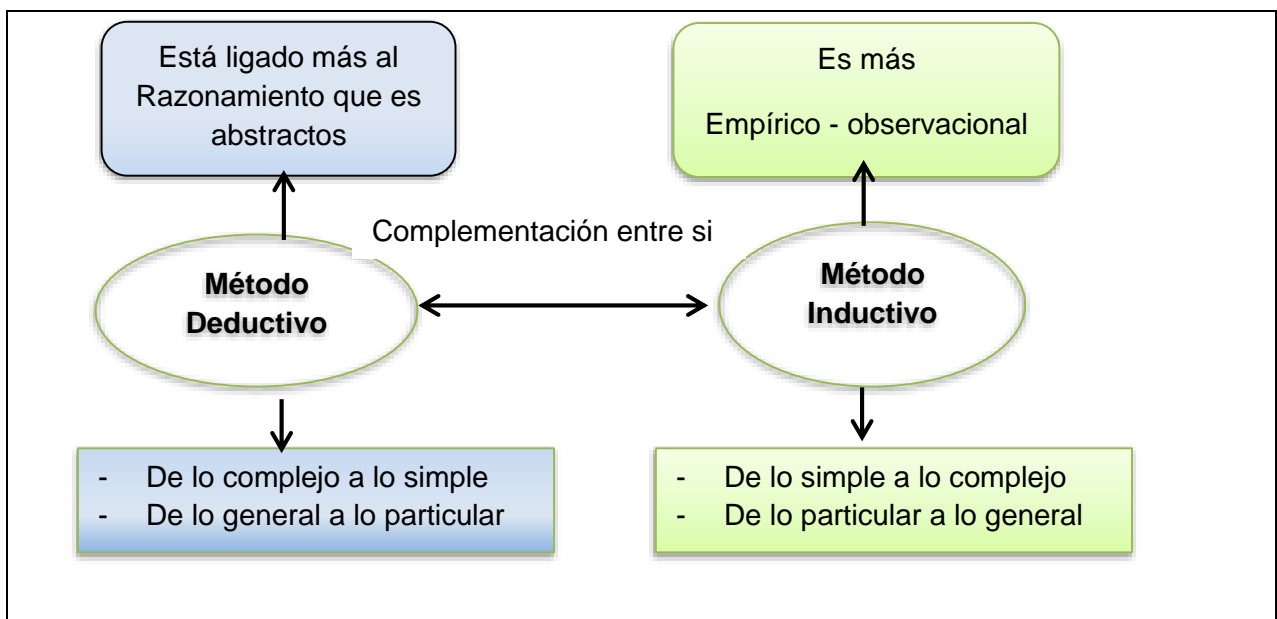 Está ligado más al
Razonamiento que es
abstractos
Es más
Empírico - observacional
Complementación entre si
Método
Deductivo
Método
Inductivo
- De lo complejo a lo simple
- De lo general a lo particular
- De lo simple a lo complejo
- De lo particular a lo general